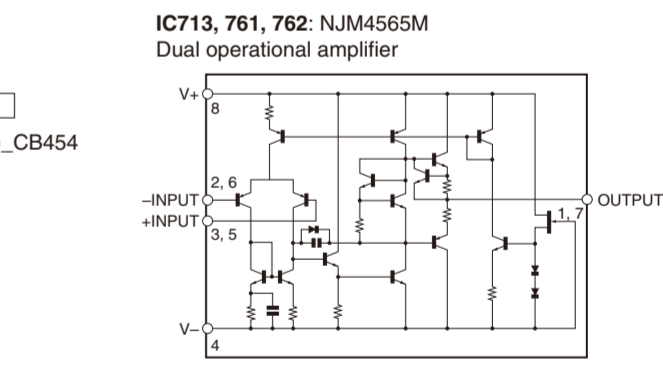 IC713, 761, 762: NJM4565M
Dual operational amplifier
_CB454
V+
8
2, 6
–INPUT
+INPUT
3, 5
V–
4
OUTPUT
1, 7